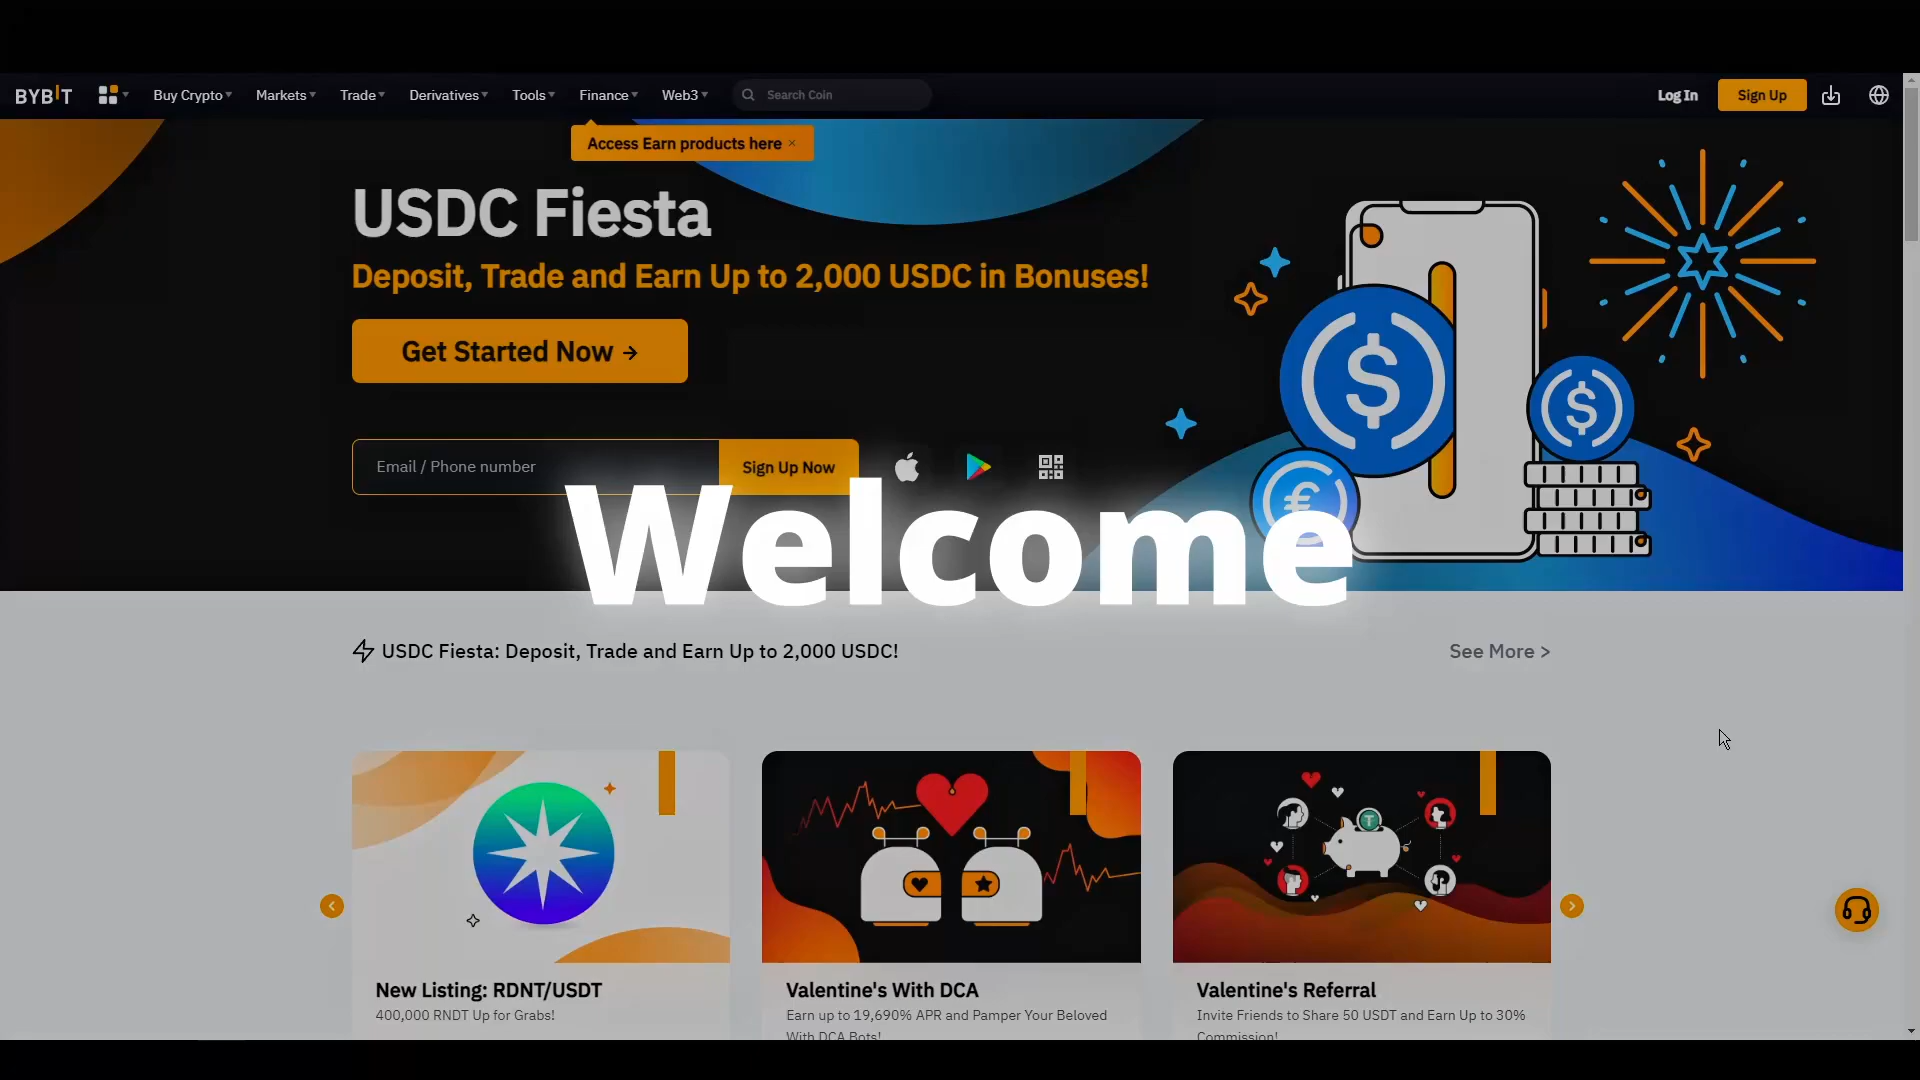 BYBIT Buy Crypto Markets Trade Derivatives Tools Finance Web3 Search Coin Log In Sign Up
Access Earn products here ×
USDC Fiesta
Deposit, Trade and Earn Up to 2,000 USDC in Bonuses!
Get Started Now →
Email / Phone number Sign Up Now
Welcome
USDC Fiesta: Deposit, Trade and Earn Up to 2,000 USDC! See More >
New Listing: RDNT/USDT
400,000 RNDT Up for Grabs!
Valentine's With DCA
Earn up to 19,690% APR and Pamper Your Beloved
With DCA Bots!
Valentine's Referral
Invite Friends to Share 50 USDT and Earn Up to 30%
Commission!